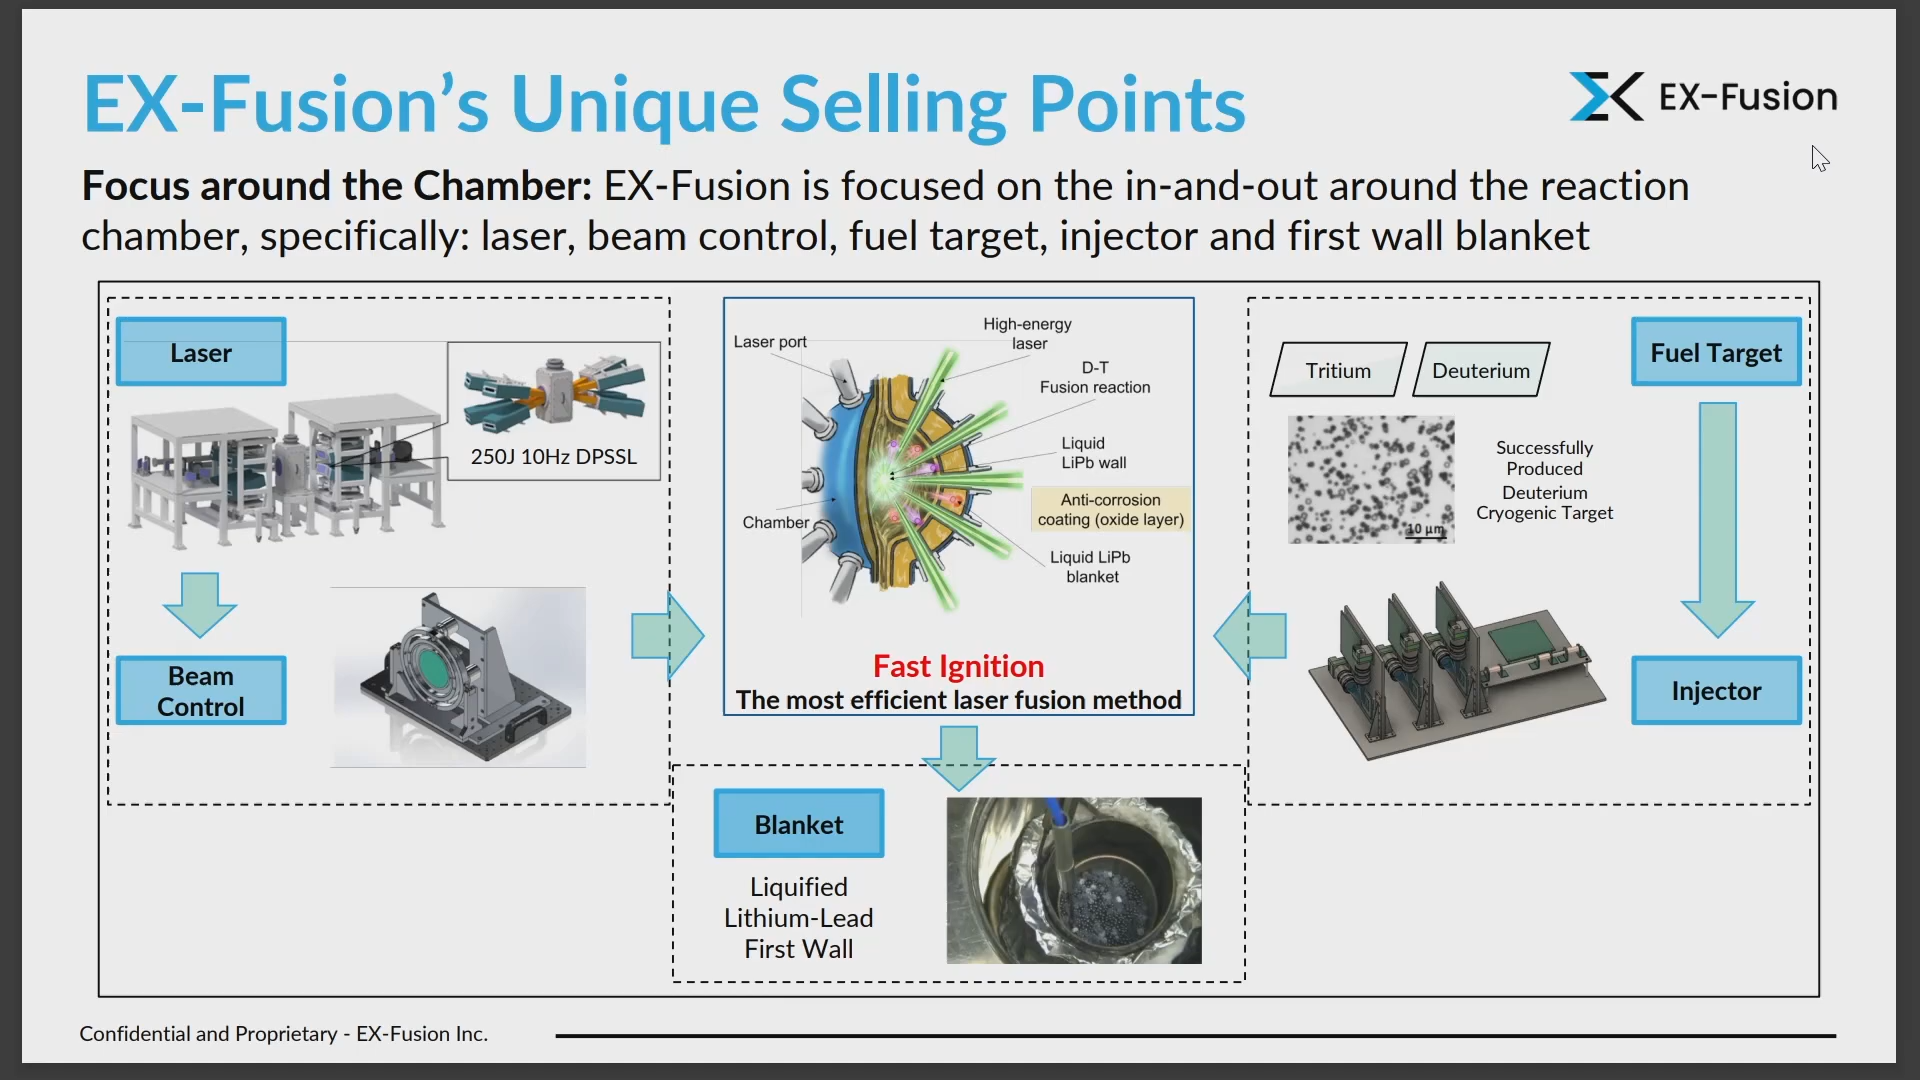 EX-Fusion’s Unique Selling Points
EX-Fusion
Focus around the Chamber: EX-Fusion is focused on the in-and-out around the reaction
chamber, specifically: laser, beam control, fuel target, injector and first wall blanket
Laser
250J 10Hz DPSSL
Beam
Control
Laser port
High-energy
laser
D-T
Fusion reaction
Liquid
LiPb wall
Anti-corrosion
coating (oxide layer)
Chamber
Liquid LiPb
blanket
Fast Ignition
The most efficient laser fusion method
Tritium
Deuterium
Fuel Target
Successfully
Produced
Deuterium
Cryogenic Target
10 µm
Injector
Blanket
Liquified
Lithium-Lead
First Wall
Confidential and Proprietary - EX-Fusion Inc.